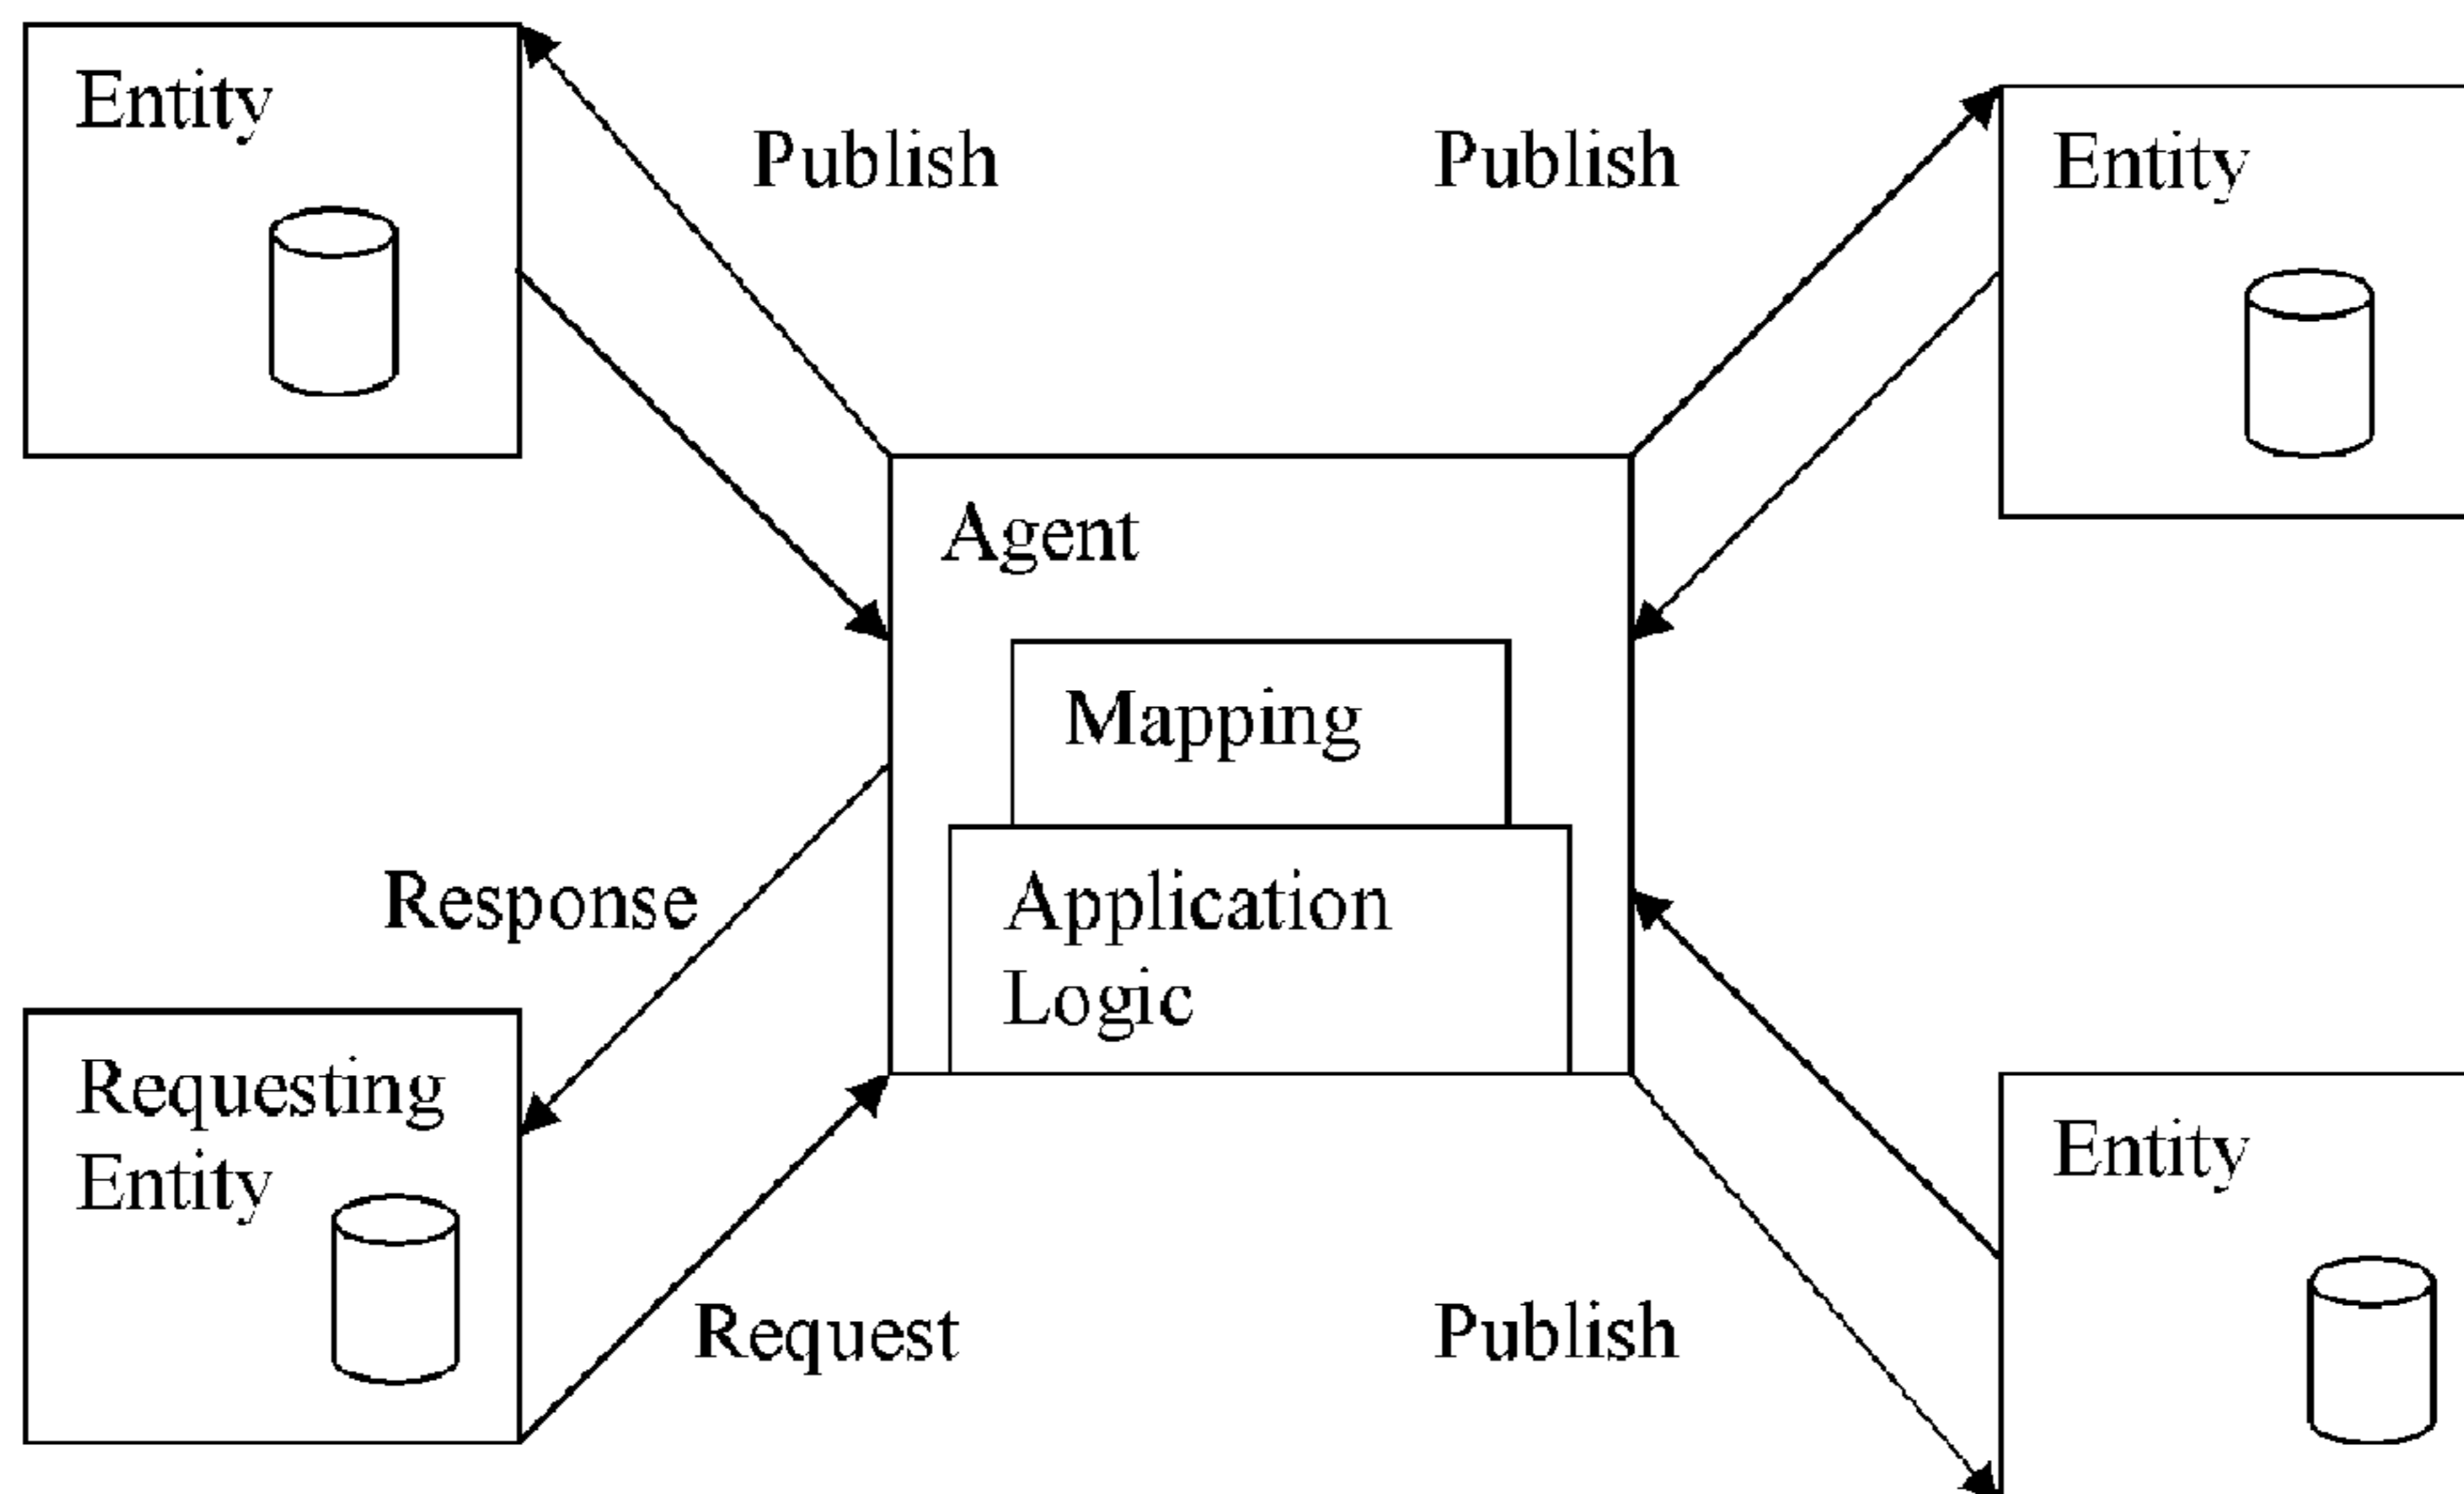 Entity
Publish
Publish
Entity
Agent
Mapping
Application
Logic
Response
Requesting
Entity
Request
Publish
Entity